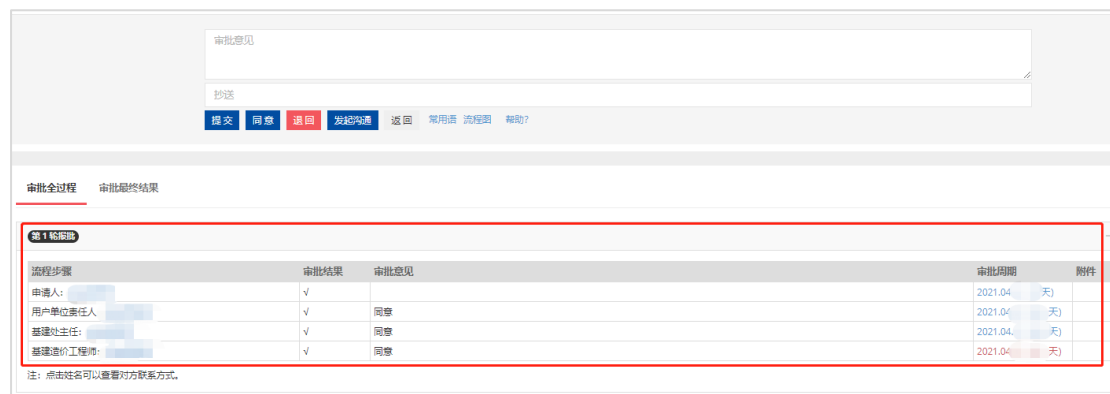 审批意见
抄送
提交 同意 退回 发起沟通 返回 常用语 流程图 帮助?
审批全过程 审批最终结果
第1轮报批
流程步骤 审批结果 审批意见 审批周期 附件
申请人: √ 2021.04 天)
用户单位责任人 √ 同意 2021.04 天)
基建处主任: √ 同意 2021.04. 天)
基建造价工程师: √ 同意 2021.04 天)
注：点击姓名可以查看对方联系方式。